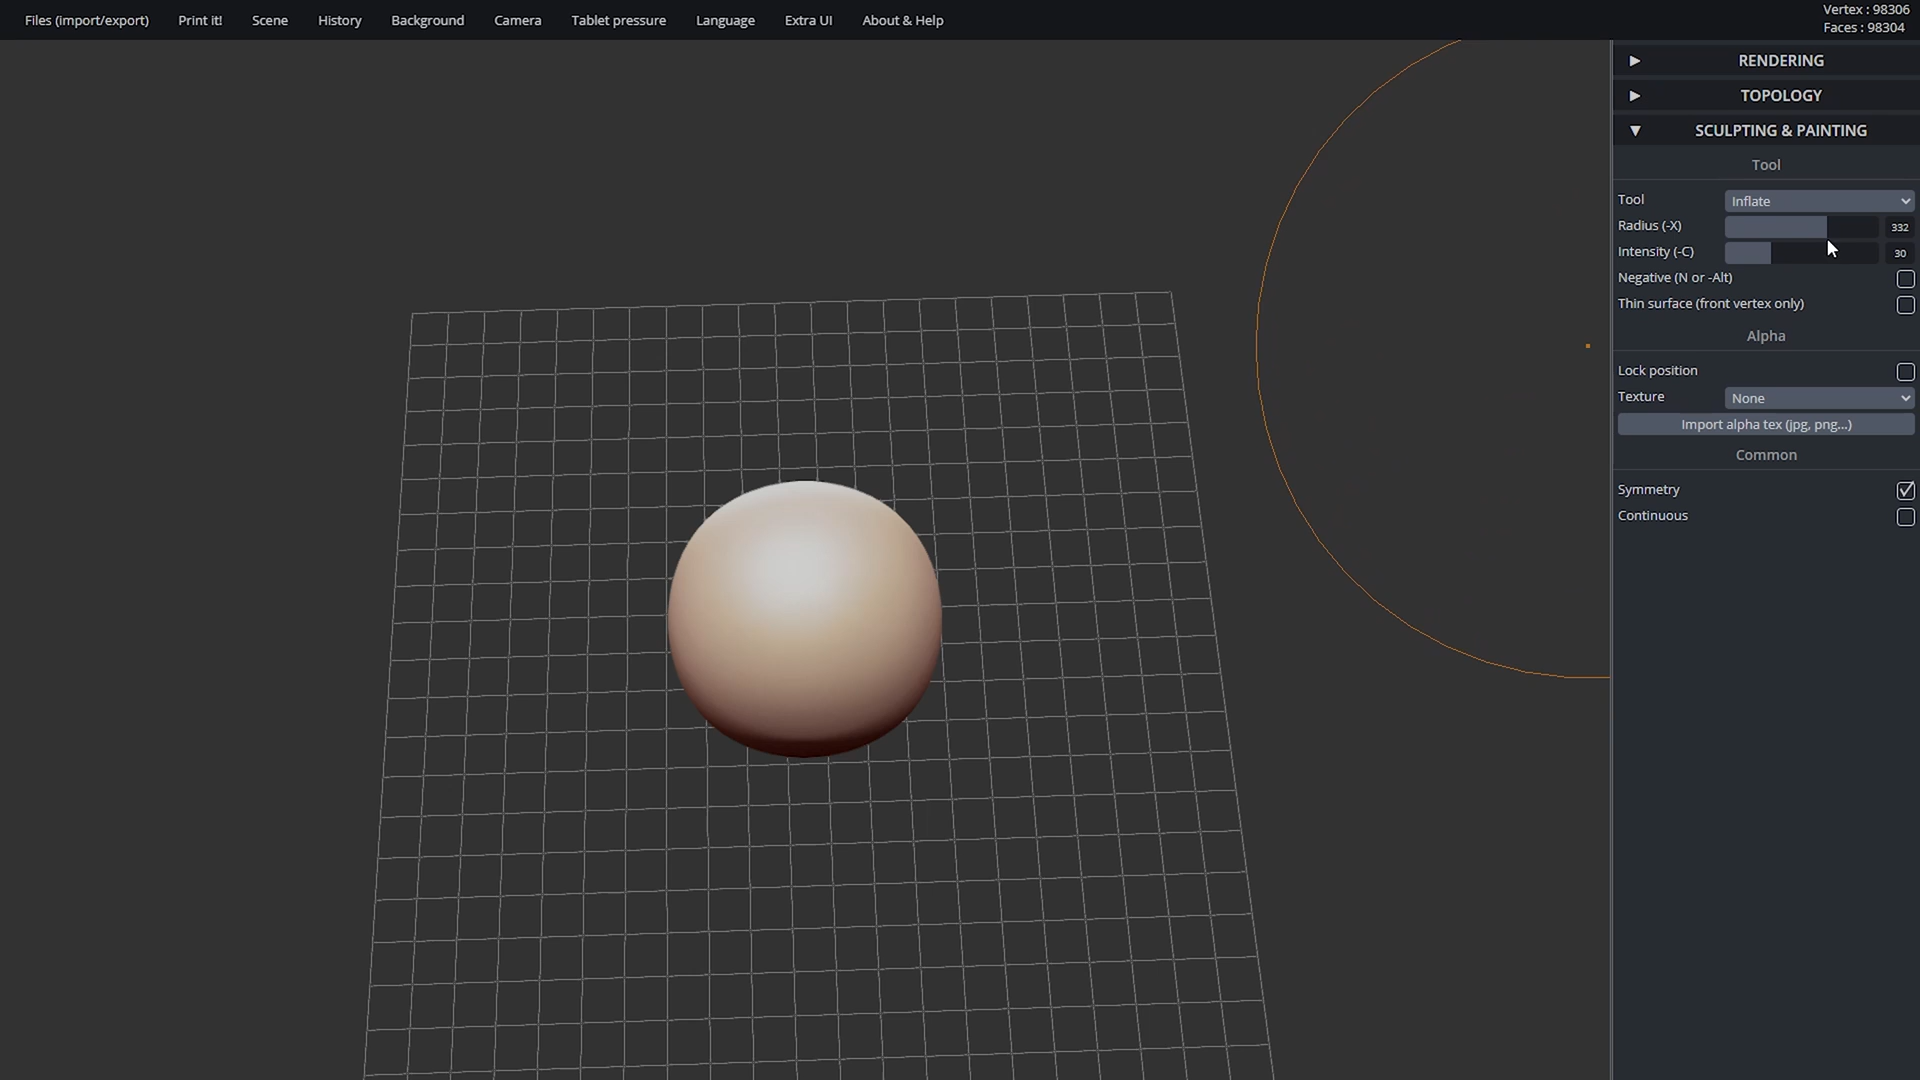 Files (import/export) Print it! Scene History Background Camera Tablet pressure Language Extra UI About & Help
Vertex : 98306
Faces : 98304
RENDERING
TOPOLOGY
SCULPTING & PAINTING
Tool
Tool Inflate
Radius (-X) 332
Intensity (-C) 30
Negative (N or -Alt)
Thin surface (front vertex only)
Alpha
Lock position
Texture None
Import alpha tex (jpg, png...)
Common
Symmetry
Continuous